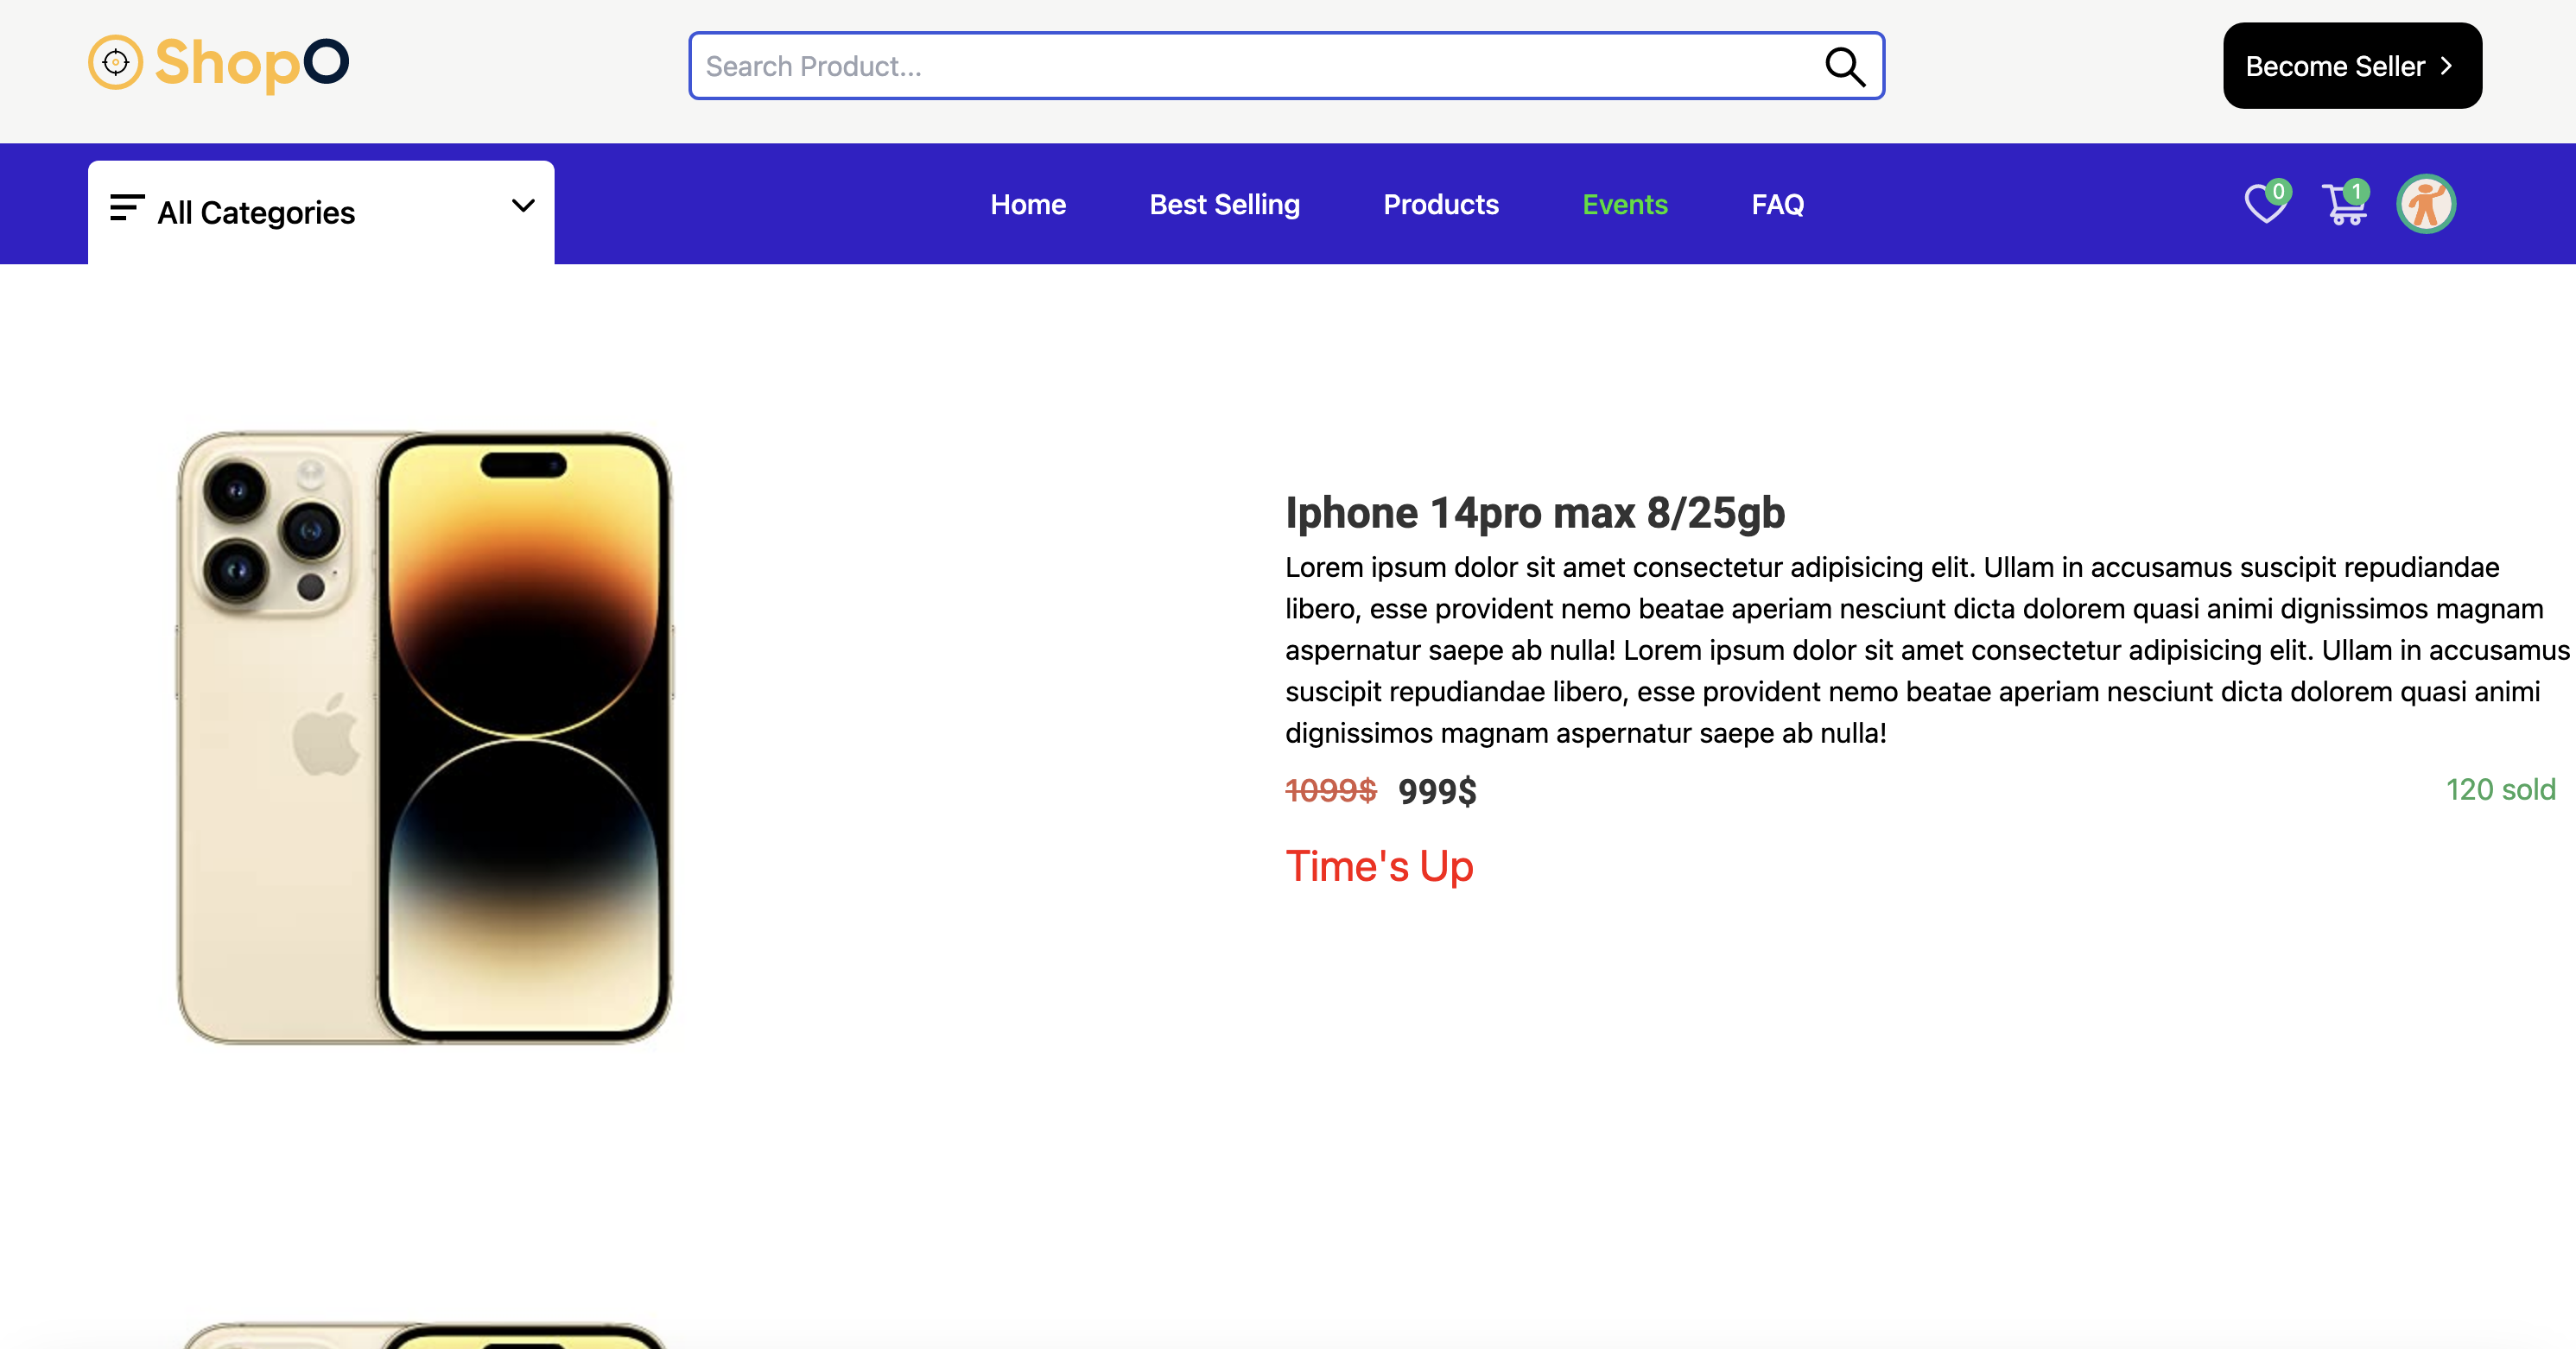 ShopO
Search Product...
Become Seller
All Categories
Home
Best Selling
Products
Events
FAQ
0
1
Iphone 14pro max 8/25gb
Lorem ipsum dolor sit amet consectetur adipisicing elit. Ullam in accusamus suscipit repudiandae
libero, esse provident nemo beatae aperiam nesciunt dicta dolorem quasi animi dignissimos magnam
aspernatur saepe ab nulla! Lorem ipsum dolor sit amet consectetur adipisicing elit. Ullam in accusamus
suscipit repudiandae libero, esse provident nemo beatae aperiam nesciunt dicta dolorem quasi animi
dignissimos magnam aspernatur saepe ab nulla!
1099$ 999$
120 sold
Time's Up